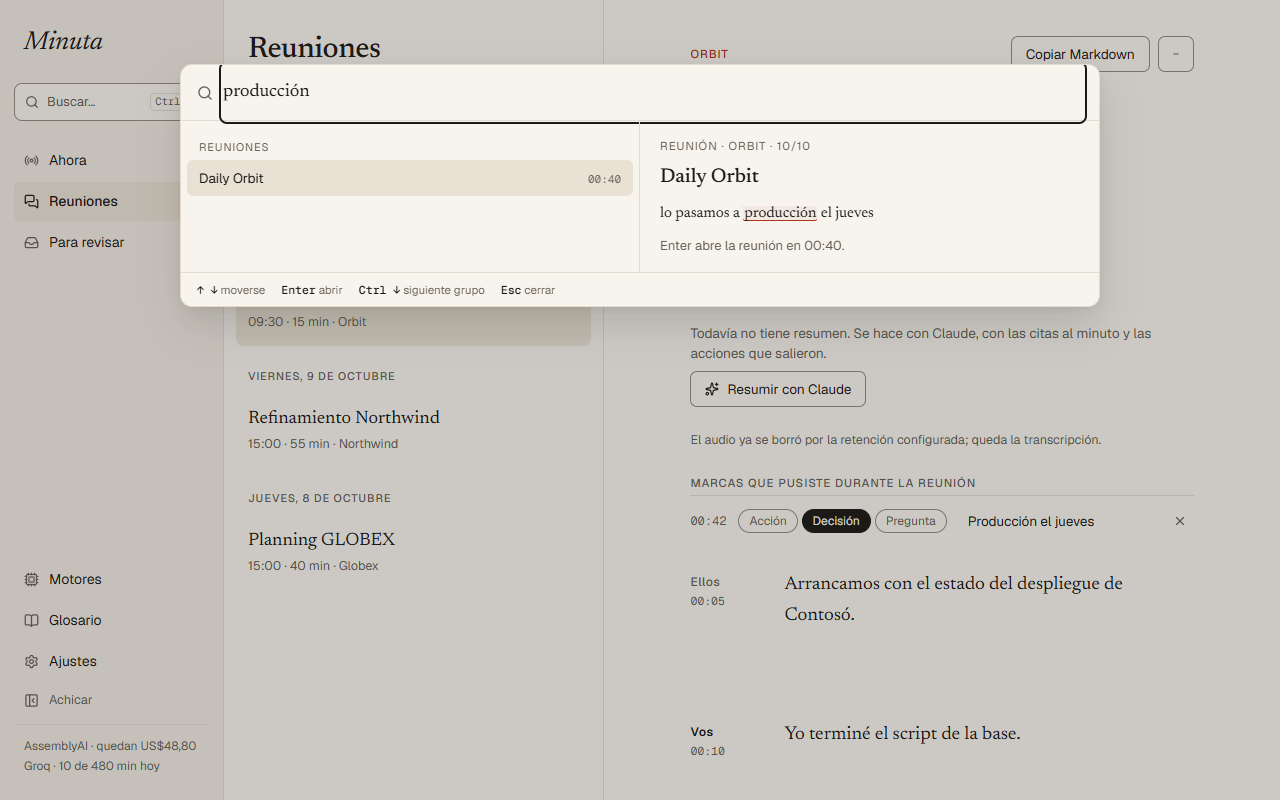 Minuta
Buscar...
Ctrl
Ahora
Reuniones
Para revisar
Motores
Glosario
Ajustes
Achicar
AssemblyAI · quedan US$48,80
Groq · 10 de 480 min hoy
Reuniones
09:30 · 15 min · Orbit
VIERNES, 9 DE OCTUBRE
Refinamiento Northwind
15:00 · 55 min · Northwind
JUEVES, 8 DE OCTUBRE
Planning GLOBEX
15:00 · 40 min · Globex
producción
REUNIONES
Daily Orbit 00:40
REUNIÓN · ORBIT · 10/10
Daily Orbit
lo pasamos a producción el jueves
Enter abre la reunión en 00:40.
↑ ↓ moverse Enter abrir Ctrl ↓ siguiente grupo Esc cerrar
ORBIT
Copiar Markdown
Todavía no tiene resumen. Se hace con Claude, con las citas al minuto y las
acciones que salieron.
Resumir con Claude
El audio ya se borró por la retención configurada; queda la transcripción.
MARCAS QUE PUSISTE DURANTE LA REUNIÓN
00:42 Acción Decisión Pregunta Producción el jueves
Ellos
00:05
Arrancamos con el estado del despliegue de
Contosó.
Vos
00:10
Yo terminé el script de la base.